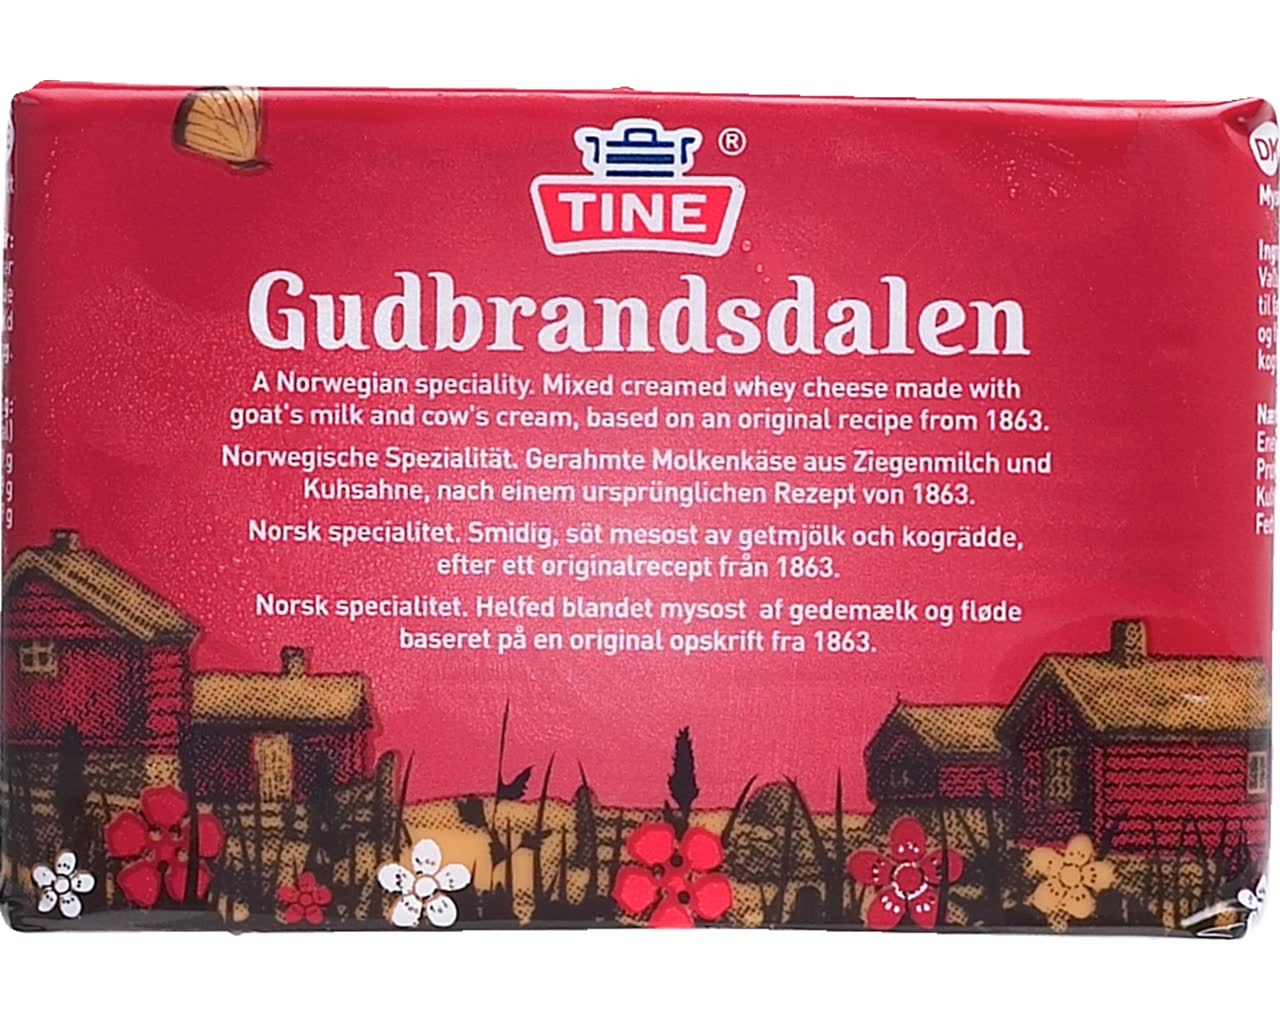 TINE ®
Gudbrandsdalen
A Norwegian speciality. Mixed creamed whey cheese made with
goat's milk and cow's cream, based on an original recipe from 1863.
Norwegische Spezialität. Gerahmte Molkenkäse aus Ziegenmilch und
Kuhsahne, nach einem ursprünglichen Rezept von 1863.
Norsk specialitet. Smidig, söt mesost av getmjölk och kogrädde,
efter ett originalrecept från 1863.
Norsk specialitet. Helfed blandet mysost af gedemælk og fløde
baseret på en original opskrift fra 1863.
til
og